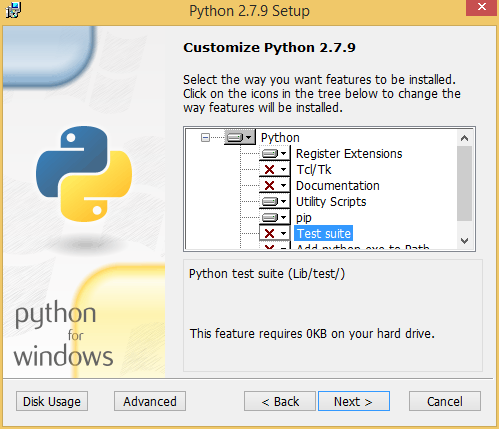 Python 2.7.9 Setup
Customize Python 2.7.9
Select the way you want features to be installed.
Click on the icons in the tree below to change the
way features will be installed.
Python
Register Extensions
Tcl/Tk
Documentation
Utility Scripts
pip
Test suite
Add python.exe to Path
Python test suite (Lib/test/)
This feature requires 0KB on your hard drive.
python
for
windows
Disk Usage
Advanced
< Back
Next >
Cancel